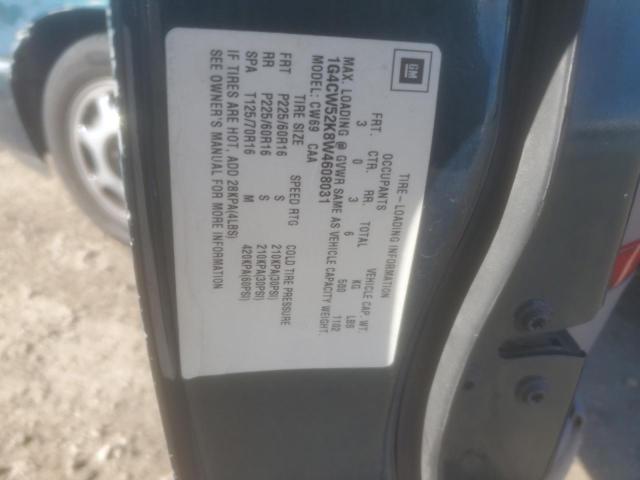 GM
TIRE-LOADING INFORMATION
OCCUPANTS VEHICLE CAP. WT.
FRT. CTR. RR. TOTAL KG LBS
3 0 3 6 500 1102
MAX. LOADING @ GVWR SAME AS VEHICLE CAPACITY WEIGHT.
1G4CW52K8W4608031
MODEL: CW69 CAA
TIRE SIZE SPEED RTG COLD TIRE PRESSURE
FRT P225/60R16 S 210KPA(30PSI)
RR P225/60R16 S 210KPA(30PSI)
SPA T125/70R16 M 420KPA(60PSI)
IF TIRES ARE HOT, ADD 28KPA(4LBS)
SEE OWNER'S MANUAL FOR MORE INFORMATION